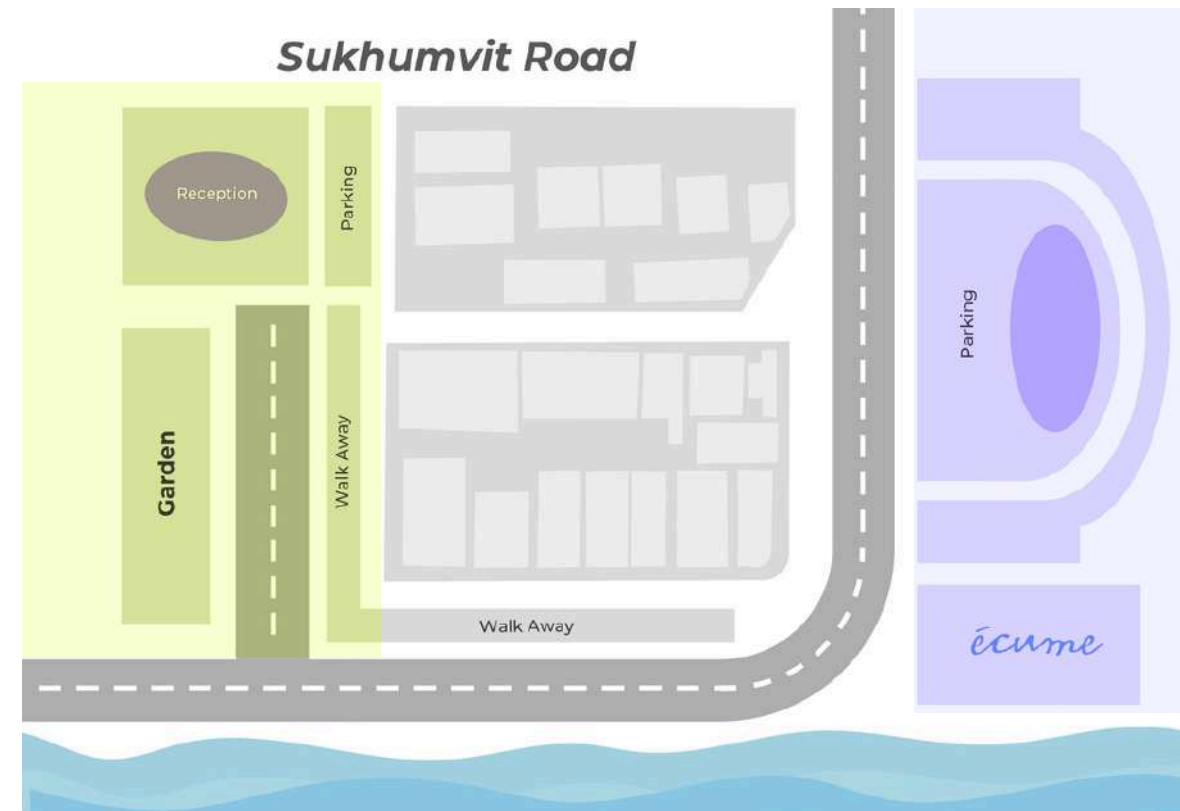 Sukhumvit Road
Reception
Parking
Parking
Garden
Walk Away
Walk Away
écume